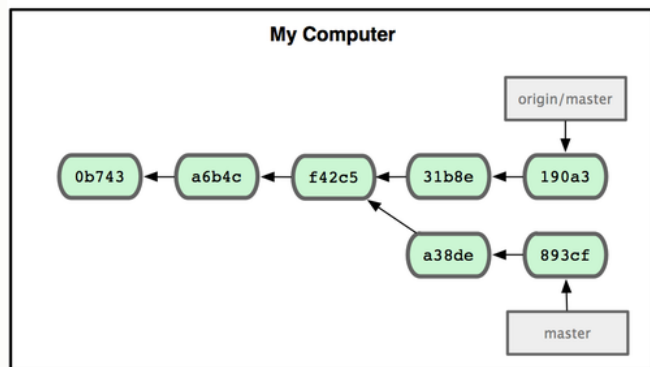 My Computer
origin/master
0b743
a6b4c
f42c5
31b8e
190a3
a38de
893cf
master